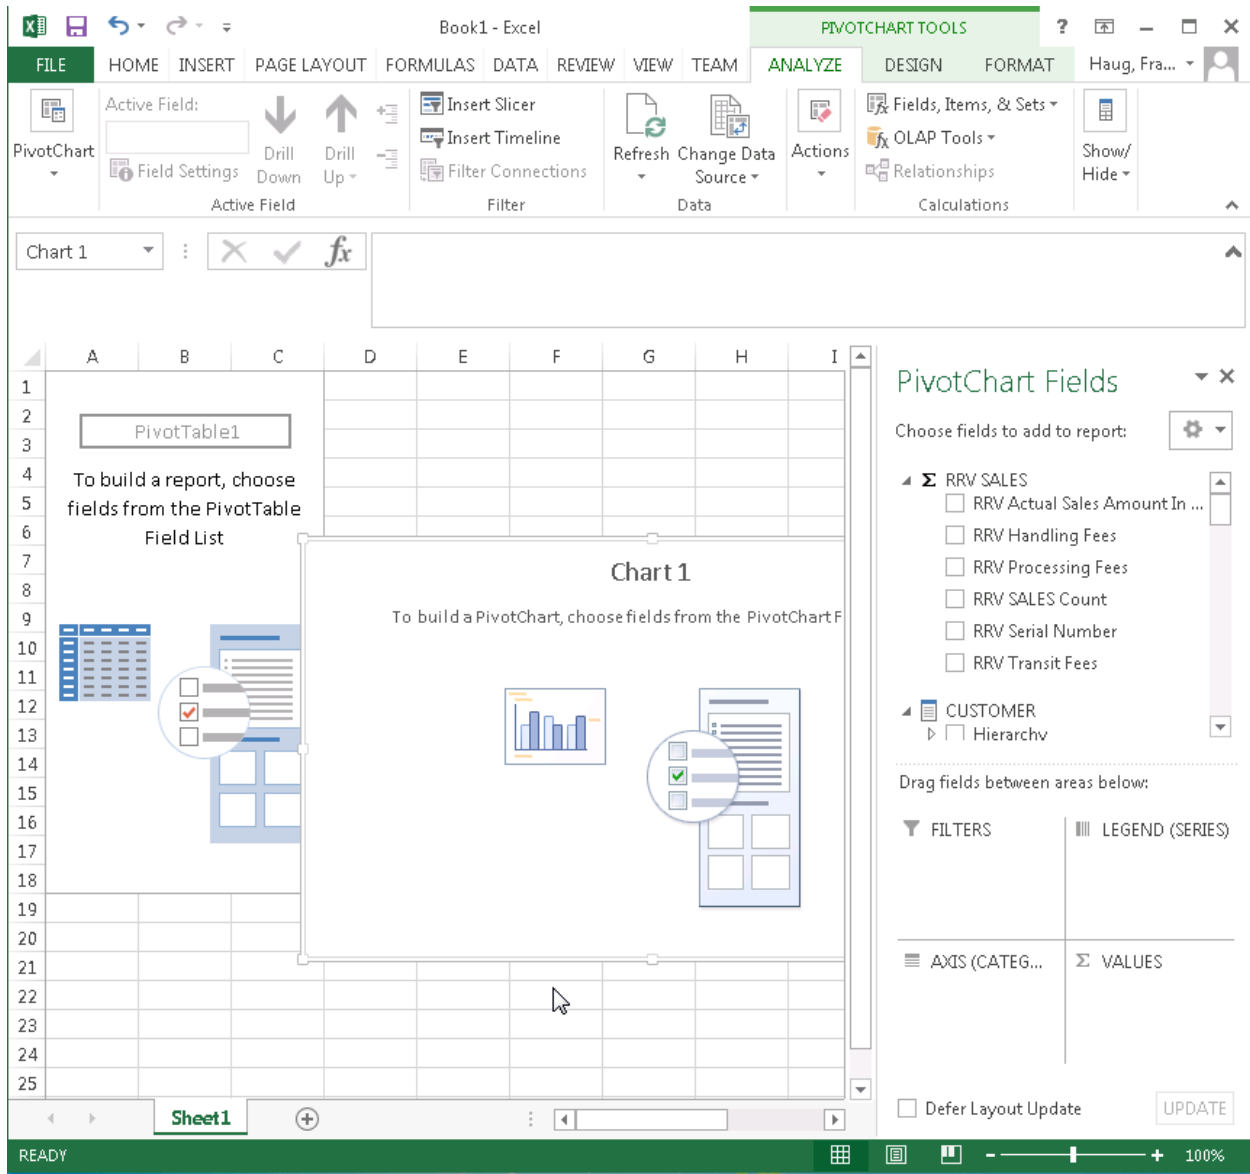 Book1 - Excel
PIVOTCHART TOOLS
?
FILE HOME INSERT PAGE LAYOUT FORMULAS DATA REVIEW VIEW TEAM ANALYZE DESIGN FORMAT Haug, Fra...
PivotChart
Active Field:
Field Settings
Drill
Down
Drill
Up
Active Field
Insert Slicer
Insert Timeline
Filter Connections
Filter
Refresh
Change Data
Source
Data
Actions
Fields, Items, & Sets
OLAP Tools
Relationships
Calculations
Show/
Hide
Chart 1
fx
A B C D E F G H I
1
2
3
4
5
6
7
8
9
10
11
12
13
14
15
16
17
18
19
20
21
22
23
24
25
PivotTable1
To build a report, choose
fields from the PivotTable
Field List
Chart 1
To build a PivotChart, choose fields from the PivotChart F
PivotChart Fields
Choose fields to add to report:
Σ RRV SALES
RRV Actual Sales Amount In ...
RRV Handling Fees
RRV Processing Fees
RRV SALES Count
RRV Serial Number
RRV Transit Fees
CUSTOMER
Hierarchy
Drag fields between areas below:
FILTERS
LEGEND (SERIES)
AXIS (CATEG...
Σ VALUES
Defer Layout Update
UPDATE
Sheet1
READY
100%